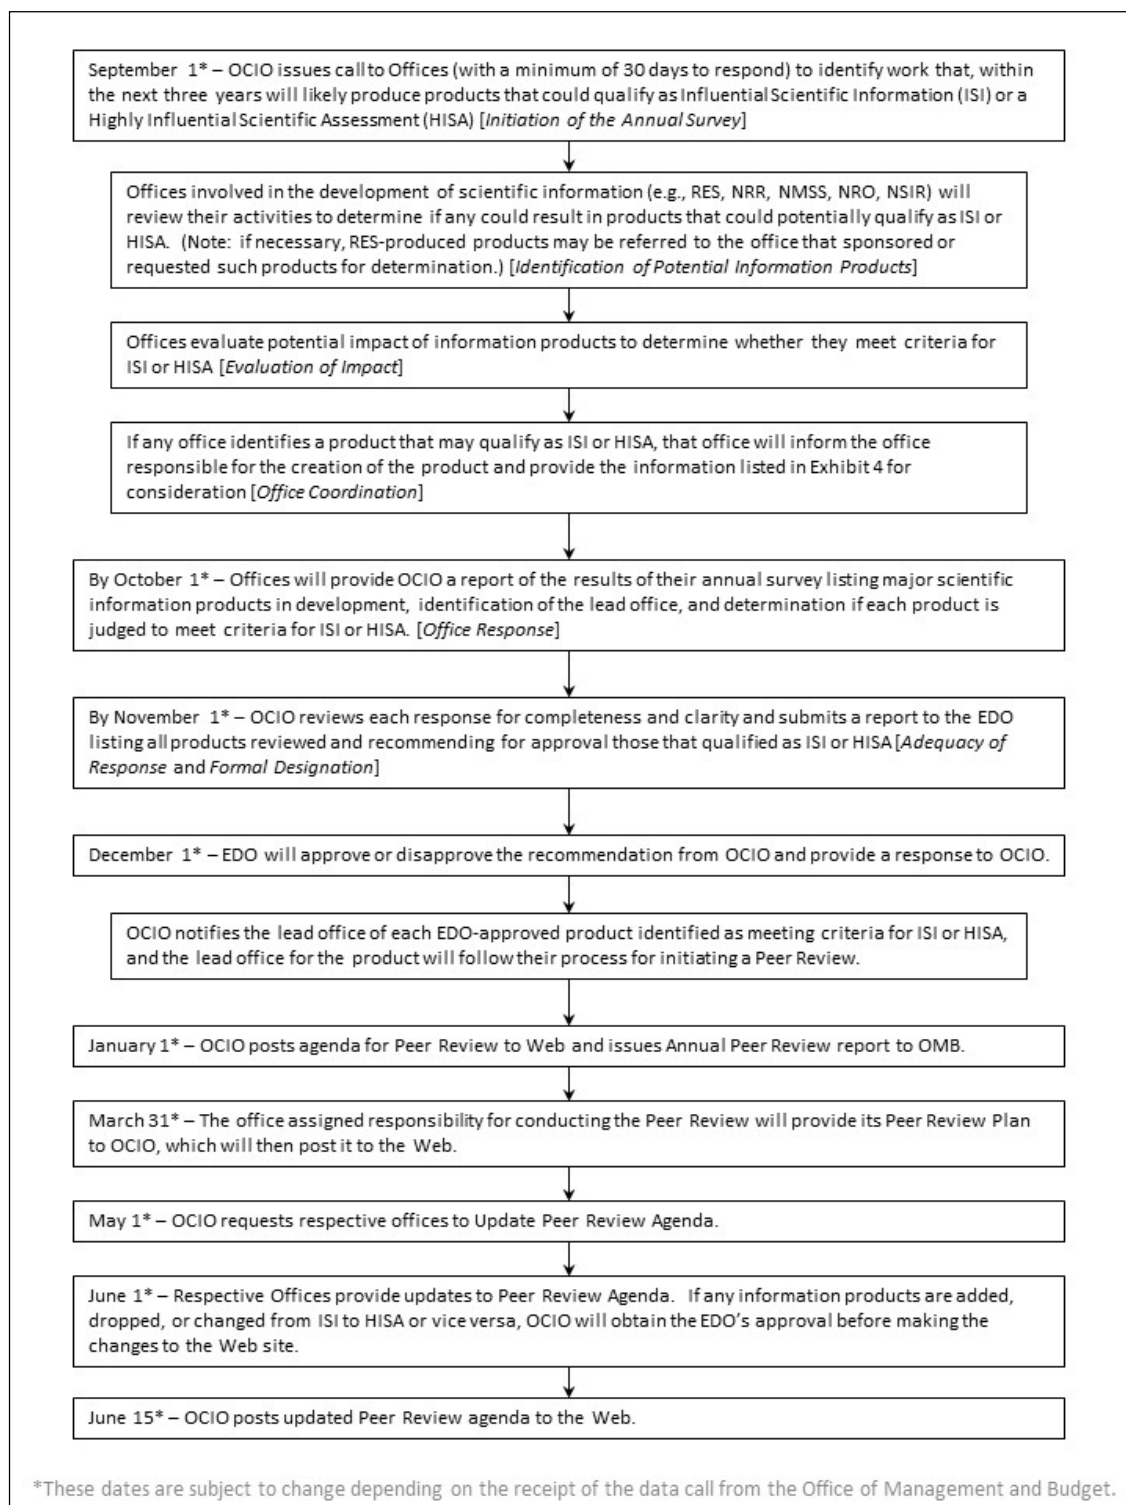 September 1* – OCIO issues call to Offices (with a minimum of 30 days to respond) to identify work that, within
the next three years will likely produce products that could qualify as Influential Scientific Information (ISI) or a
Highly Influential Scientific Assessment (HISA) [Initiation of the Annual Survey]
Offices involved in the development of scientific information (e.g., RES, NRR, NMSS, NRO, NSIR) will
review their activities to determine if any could result in products that could potentially qualify as ISI or
HISA. (Note: if necessary, RES-produced products may be referred to the office that sponsored or
requested such products for determination.) [Identification of Potential Information Products]
Offices evaluate potential impact of information products to determine whether they meet criteria for
ISI or HISA [Evaluation of Impact]
If any office identifies a product that may qualify as ISI or HISA, that office will inform the office
responsible for the creation of the product and provide the information listed in Exhibit 4 for
consideration [Office Coordination]
By October 1* – Offices will provide OCIO a report of the results of their annual survey listing major scientific
information products in development, identification of the lead office, and determination if each product is
judged to meet criteria for ISI or HISA. [Office Response]
By November 1* – OCIO reviews each response for completeness and clarity and submits a report to the EDO
listing all products reviewed and recommending for approval those that qualified as ISI or HISA [Adequacy of
Response and Formal Designation]
December 1* – EDO will approve or disapprove the recommendation from OCIO and provide a response to OCIO.
OCIO notifies the lead office of each EDO-approved product identified as meeting criteria for ISI or HISA,
and the lead office for the product will follow their process for initiating a Peer Review.
January 1* – OCIO posts agenda for Peer Review to Web and issues Annual Peer Review report to OMB.
March 31* – The office assigned responsibility for conducting the Peer Review will provide its Peer Review Plan
to OCIO, which will then post it to the Web.
May 1* – OCIO requests respective offices to Update Peer Review Agenda.
June 1* – Respective Offices provide updates to Peer Review Agenda. If any information products are added,
dropped, or changed from ISI to HISA or vice versa, OCIO will obtain the EDO's approval before making the
changes to the Web site.
June 15* – OCIO posts updated Peer Review agenda to the Web.
*These dates are subject to change depending on the receipt of the data call from the Office of Management and Budget.